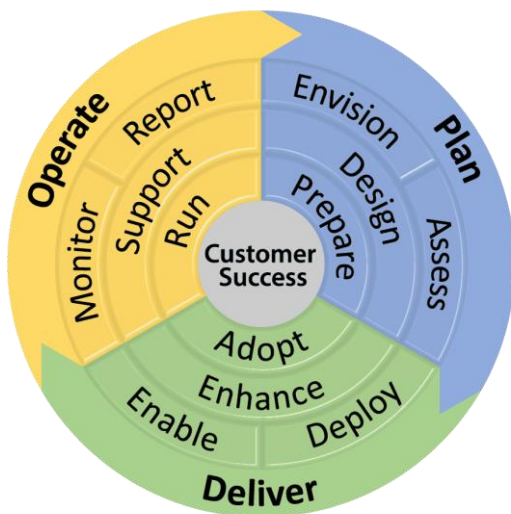 Operate
Report
Monitor
Support
Run
Plan
Envision
Assess
Design
Prepare
Customer
Success
Adopt
Enhance
Enable
Deploy
Deliver